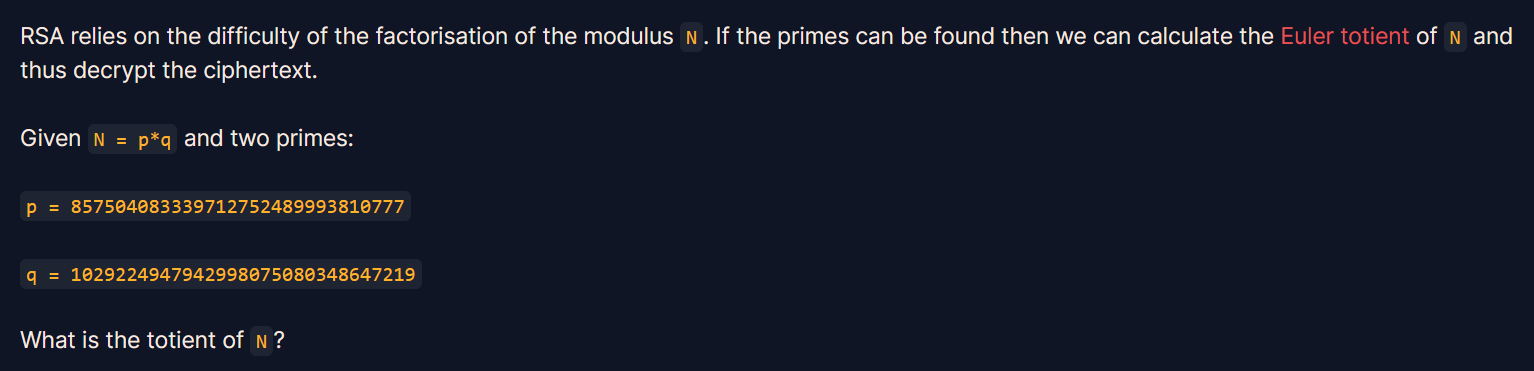 RSA relies on the difficulty of the factorisation of the modulus N. If the primes can be found then we can calculate the Euler totient of N and
thus decrypt the ciphertext.
Given N = p*q and two primes:
p = 857504083339712752489993810777
q = 1029224947942998075080348647219
What is the totient of N?